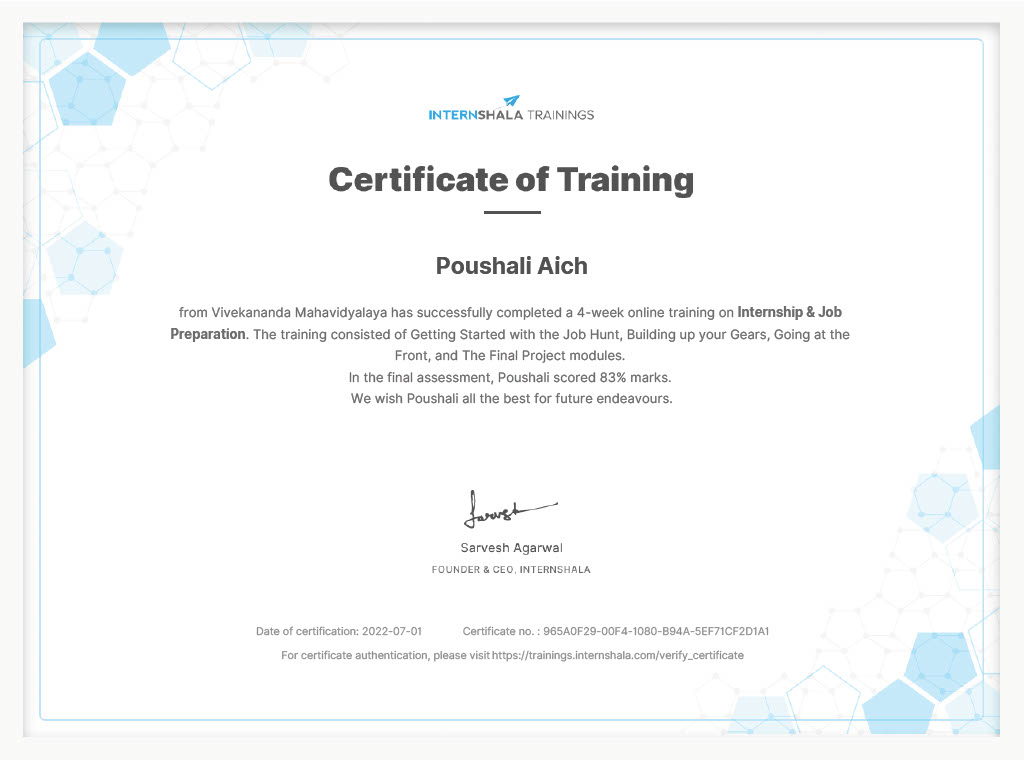 INTERNSHALA TRAININGS
Certificate of Training
Poushali Aich
from Vivekananda Mahavidyalaya has successfully completed a 4-week online training on Internship & Job
Preparation. The training consisted of Getting Started with the Job Hunt, Building up your Gears, Going at the
Front, and The Final Project modules.
In the final assessment, Poushali scored 83% marks.
We wish Poushali all the best for future endeavours.
Sarvesh
Sarvesh Agarwal
FOUNDER & CEO, INTERNSHALA
Date of certification: 2022-07-01 Certificate no. : 965A0F29-00F4-1080-B94A-5EF71CF2D1A1
For certificate authentication, please visit https://trainings.internshala.com/verify_certificate